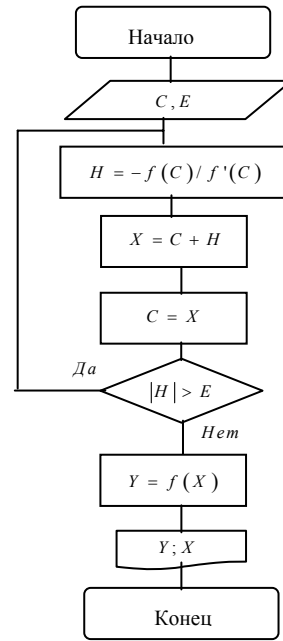 Начало
C, E
H = − f (C) / f '(C)
X = C + H
C = X
Да
|H| > E
Нет
Y = f (X)
Y; X
Конец